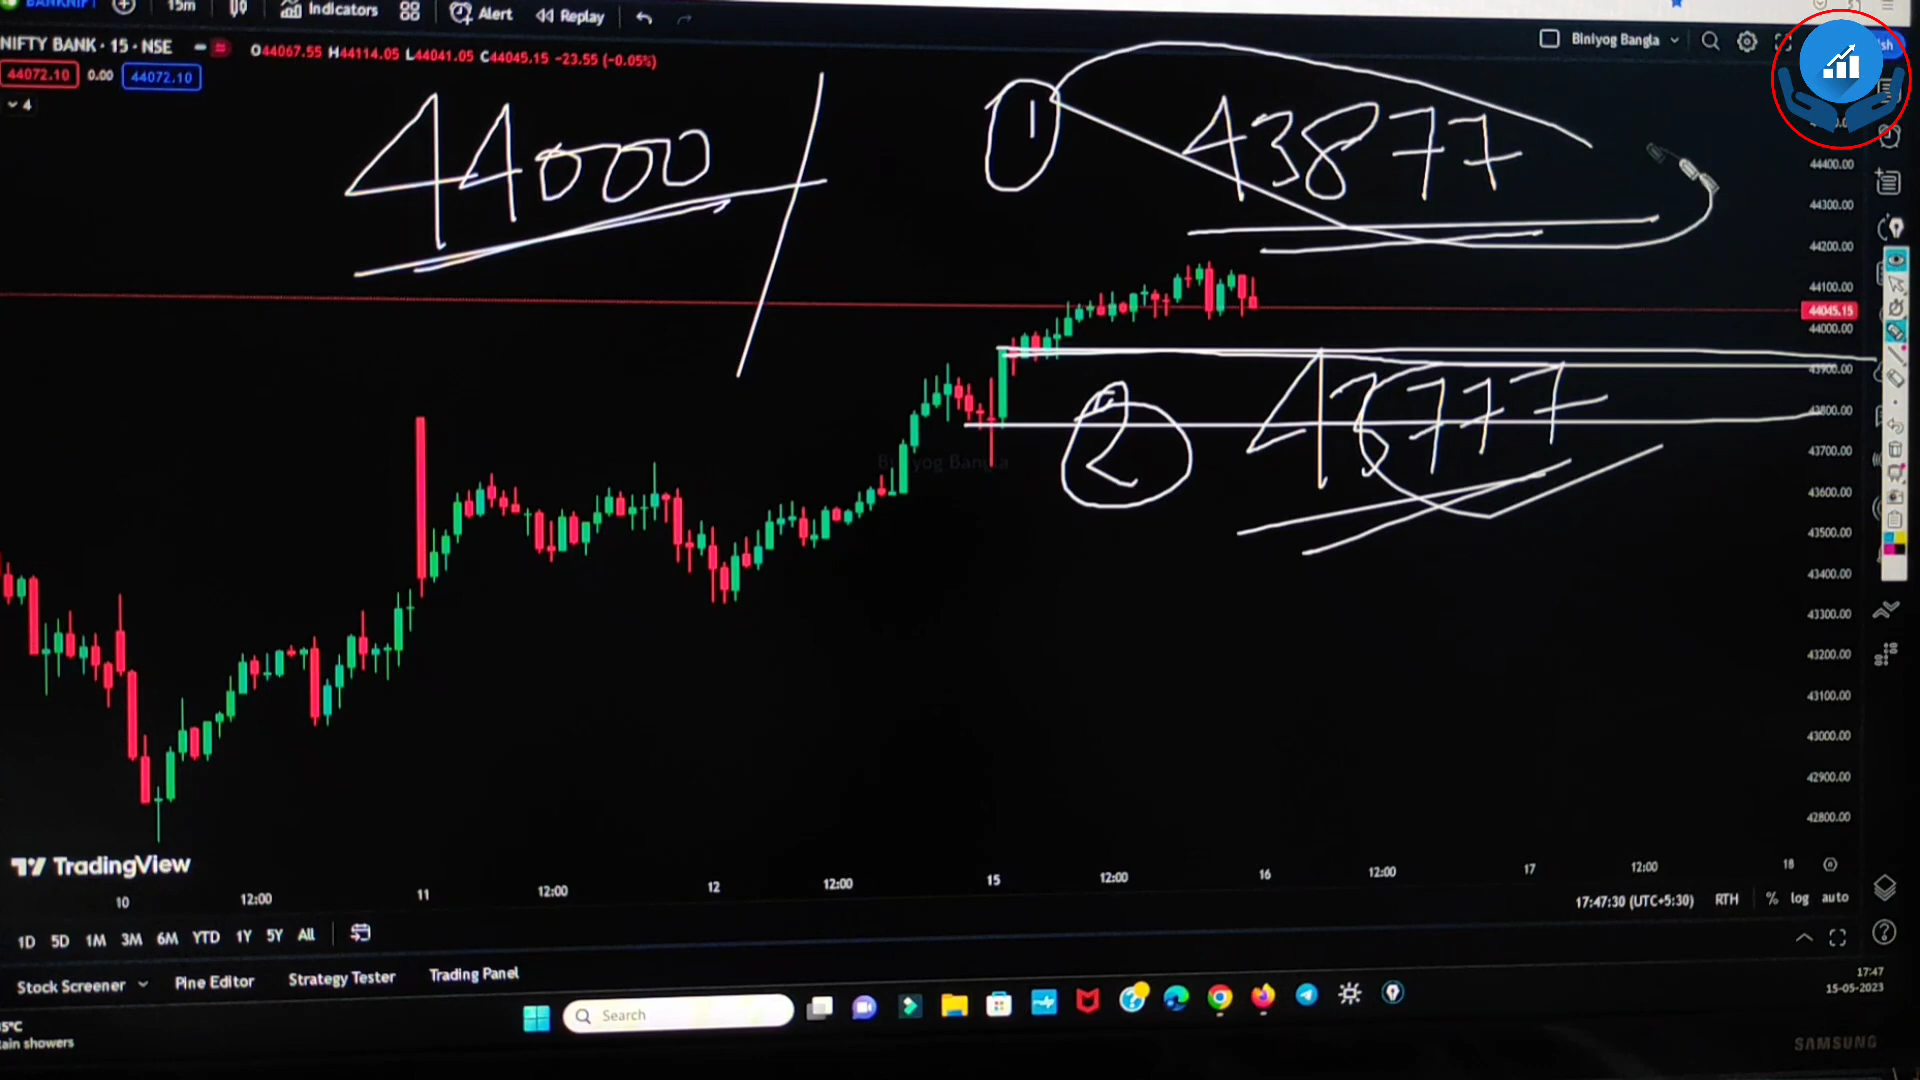 BANKNIFT
15m
Indicators
Alert
Replay
NIFTY BANK · 15 · NSE
O44067.55 H44114.05 L44041.05 C44045.15 -23.55 (-0.05%)
Biniyog Bangla
44072.10 0.00 44072.10
4
44000
1
43877
44400.00
44300.00
44200.00
44100.00
44045.15
44000.00
43900.00
43800.00
43700.00
43600.00
43500.00
43400.00
43300.00
43200.00
43100.00
43000.00
42900.00
42800.00
2
43777
TradingView
10 12:00 11 12:00 12 12:00 15 12:00 16 12:00 17 12:00 18
17:47:30 (UTC+5:30) RTH % log auto
1D 5D 1M 3M 6M YTD 1Y 5Y All
Stock Screener Pine Editor Strategy Tester Trading Panel
Search
17:47
15-05-2023
SAMSUNG